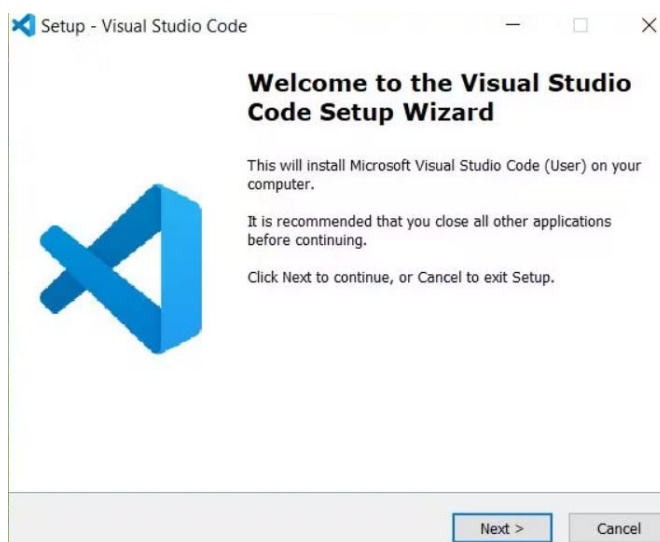 Setup - Visual Studio Code
Welcome to the Visual Studio
Code Setup Wizard
This will install Microsoft Visual Studio Code (User) on your
computer.
It is recommended that you close all other applications
before continuing.
Click Next to continue, or Cancel to exit Setup.
Next >
Cancel